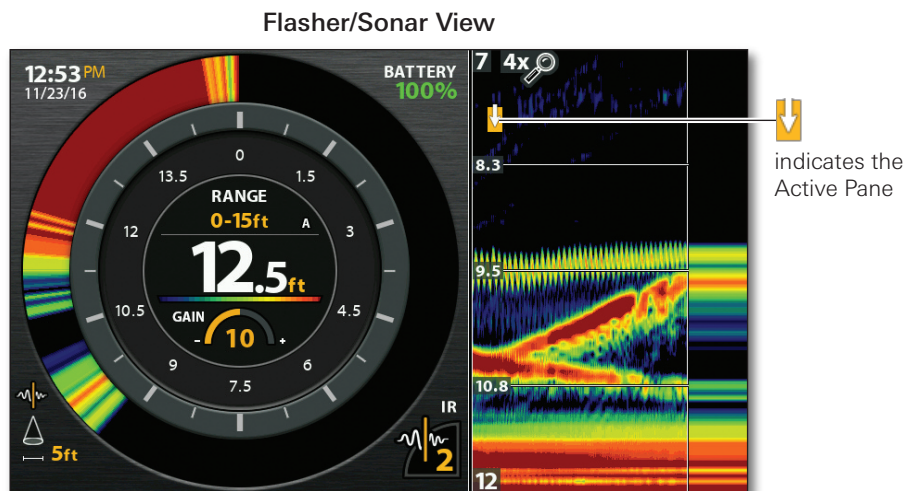 Flasher/Sonar View
12:53PM
11/23/16
BATTERY
100%
0
1.5
3
4.5
6
7.5
9
10.5
12
13.5
RANGE
0-15ft A
12.5ft
GAIN
- 10 +
5ft
IR
2
7 4x
8.3
9.5
10.8
12
indicates the
Active Pane